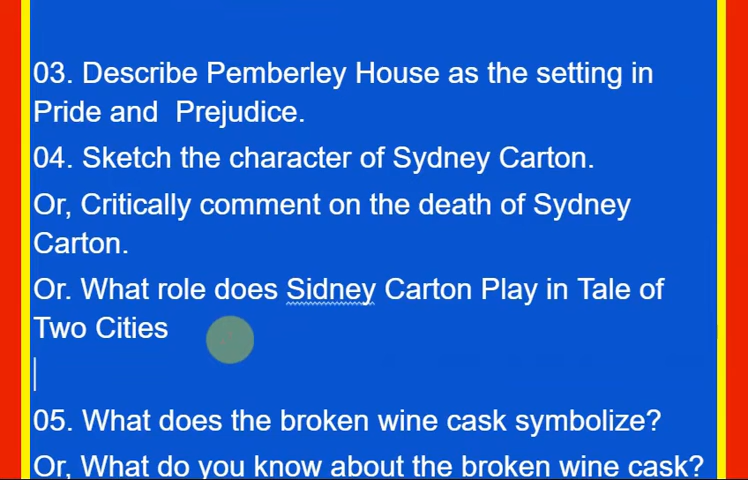 03. Describe Pemberley House as the setting in
Pride and  Prejudice.
04. Sketch the character of Sydney Carton.
Or, Critically comment on the death of Sydney
Carton.
Or. What role does Sidney Carton Play in Tale of
Two Cities
05. What does the broken wine cask symbolize?
Or, What do you know about the broken wine cask?